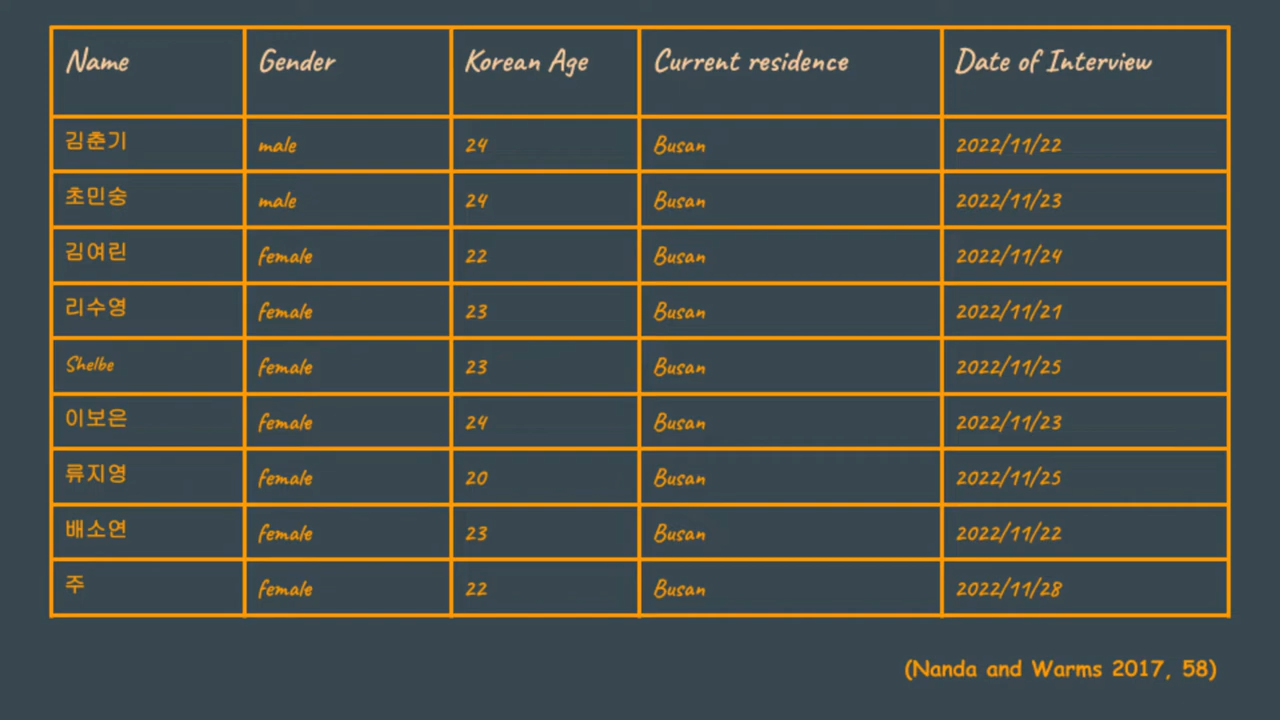 Name Gender Korean Age Current residence Date of Interview
김춘기 male 24 Busan 2022/11/22
초민숭 male 24 Busan 2022/11/23
김여린 female 22 Busan 2022/11/24
리수영 female 23 Busan 2022/11/21
Shelbe female 23 Busan 2022/11/25
이보은 female 24 Busan 2022/11/23
류지영 female 20 Busan 2022/11/25
배소연 female 23 Busan 2022/11/22
주 female 22 Busan 2022/11/28
(Nanda and Warms 2017, 58)